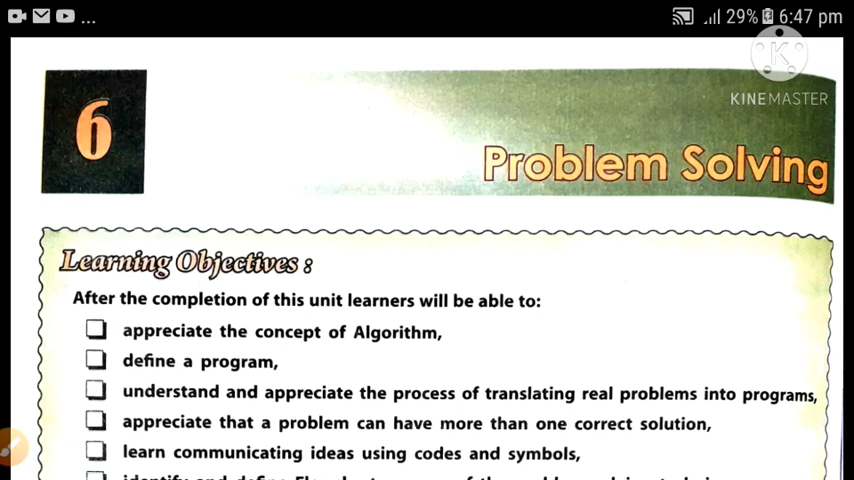 ... 29% 6:47 pm
K
KINEMASTER
6
Problem Solving
Learning Objectives :
After the completion of this unit learners will be able to:
appreciate the concept of Algorithm,
define a program,
understand and appreciate the process of translating real problems into programs,
appreciate that a problem can have more than one correct solution,
learn communicating ideas using codes and symbols,